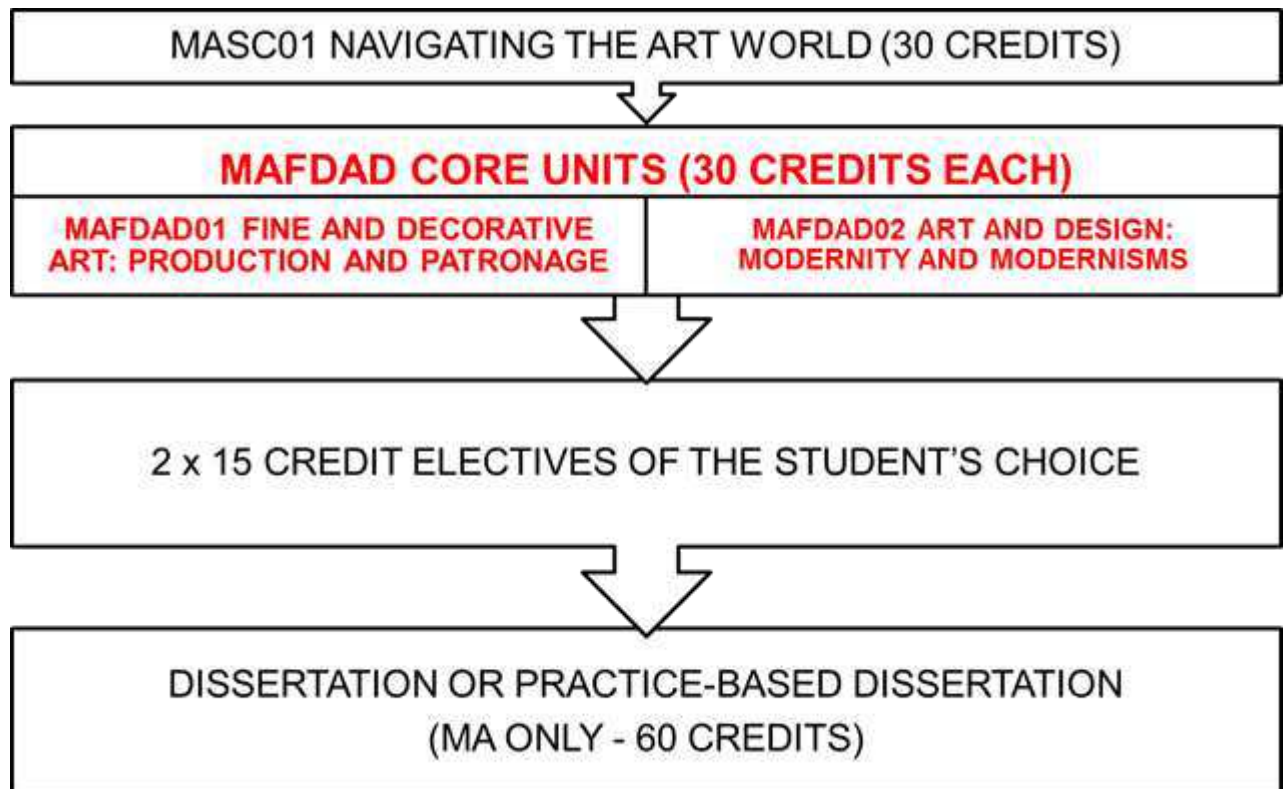 MASC01 NAVIGATING THE ART WORLD (30 CREDITS)
MAFDAD CORE UNITS (30 CREDITS EACH)
MAFDAD01 FINE AND DECORATIVE
ART: PRODUCTION AND PATRONAGE
MAFDAD02 ART AND DESIGN:
MODERNITY AND MODERNISMS
2 x 15 CREDIT ELECTIVES OF THE STUDENT'S CHOICE
DISSERTATION OR PRACTICE-BASED DISSERTATION
(MA ONLY - 60 CREDITS)